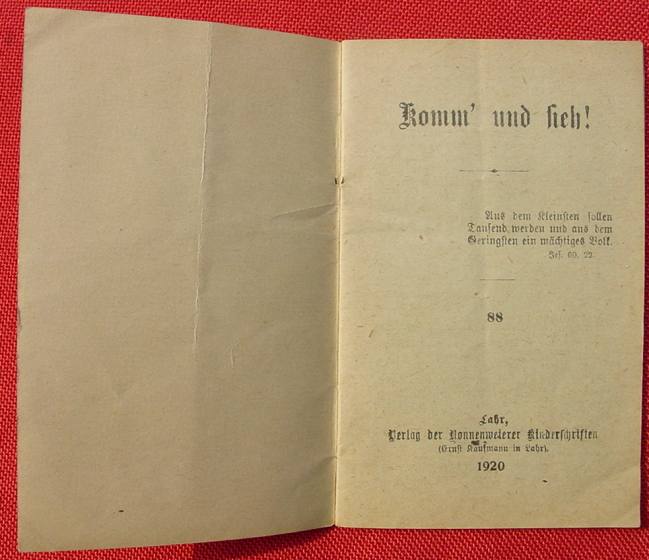 Komm' und sieh!
Aus dem Kleinsten sollen
Tausend werden und aus dem
Geringsten ein mächtiges Volk.
Jes. 60, 22.
88
Lahr,
Verlag der Nonnenweierer Kinderschriften
(Ernst Kaufmann in Lahr).
1920